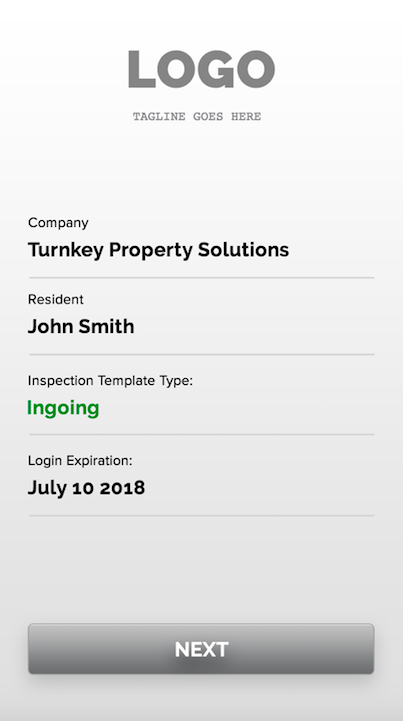 LOGO
TAGLINE GOES HERE
Company
Turnkey Property Solutions
Resident
John Smith
Inspection Template Type:
Ingoing
Login Expiration:
July 10 2018
NEXT